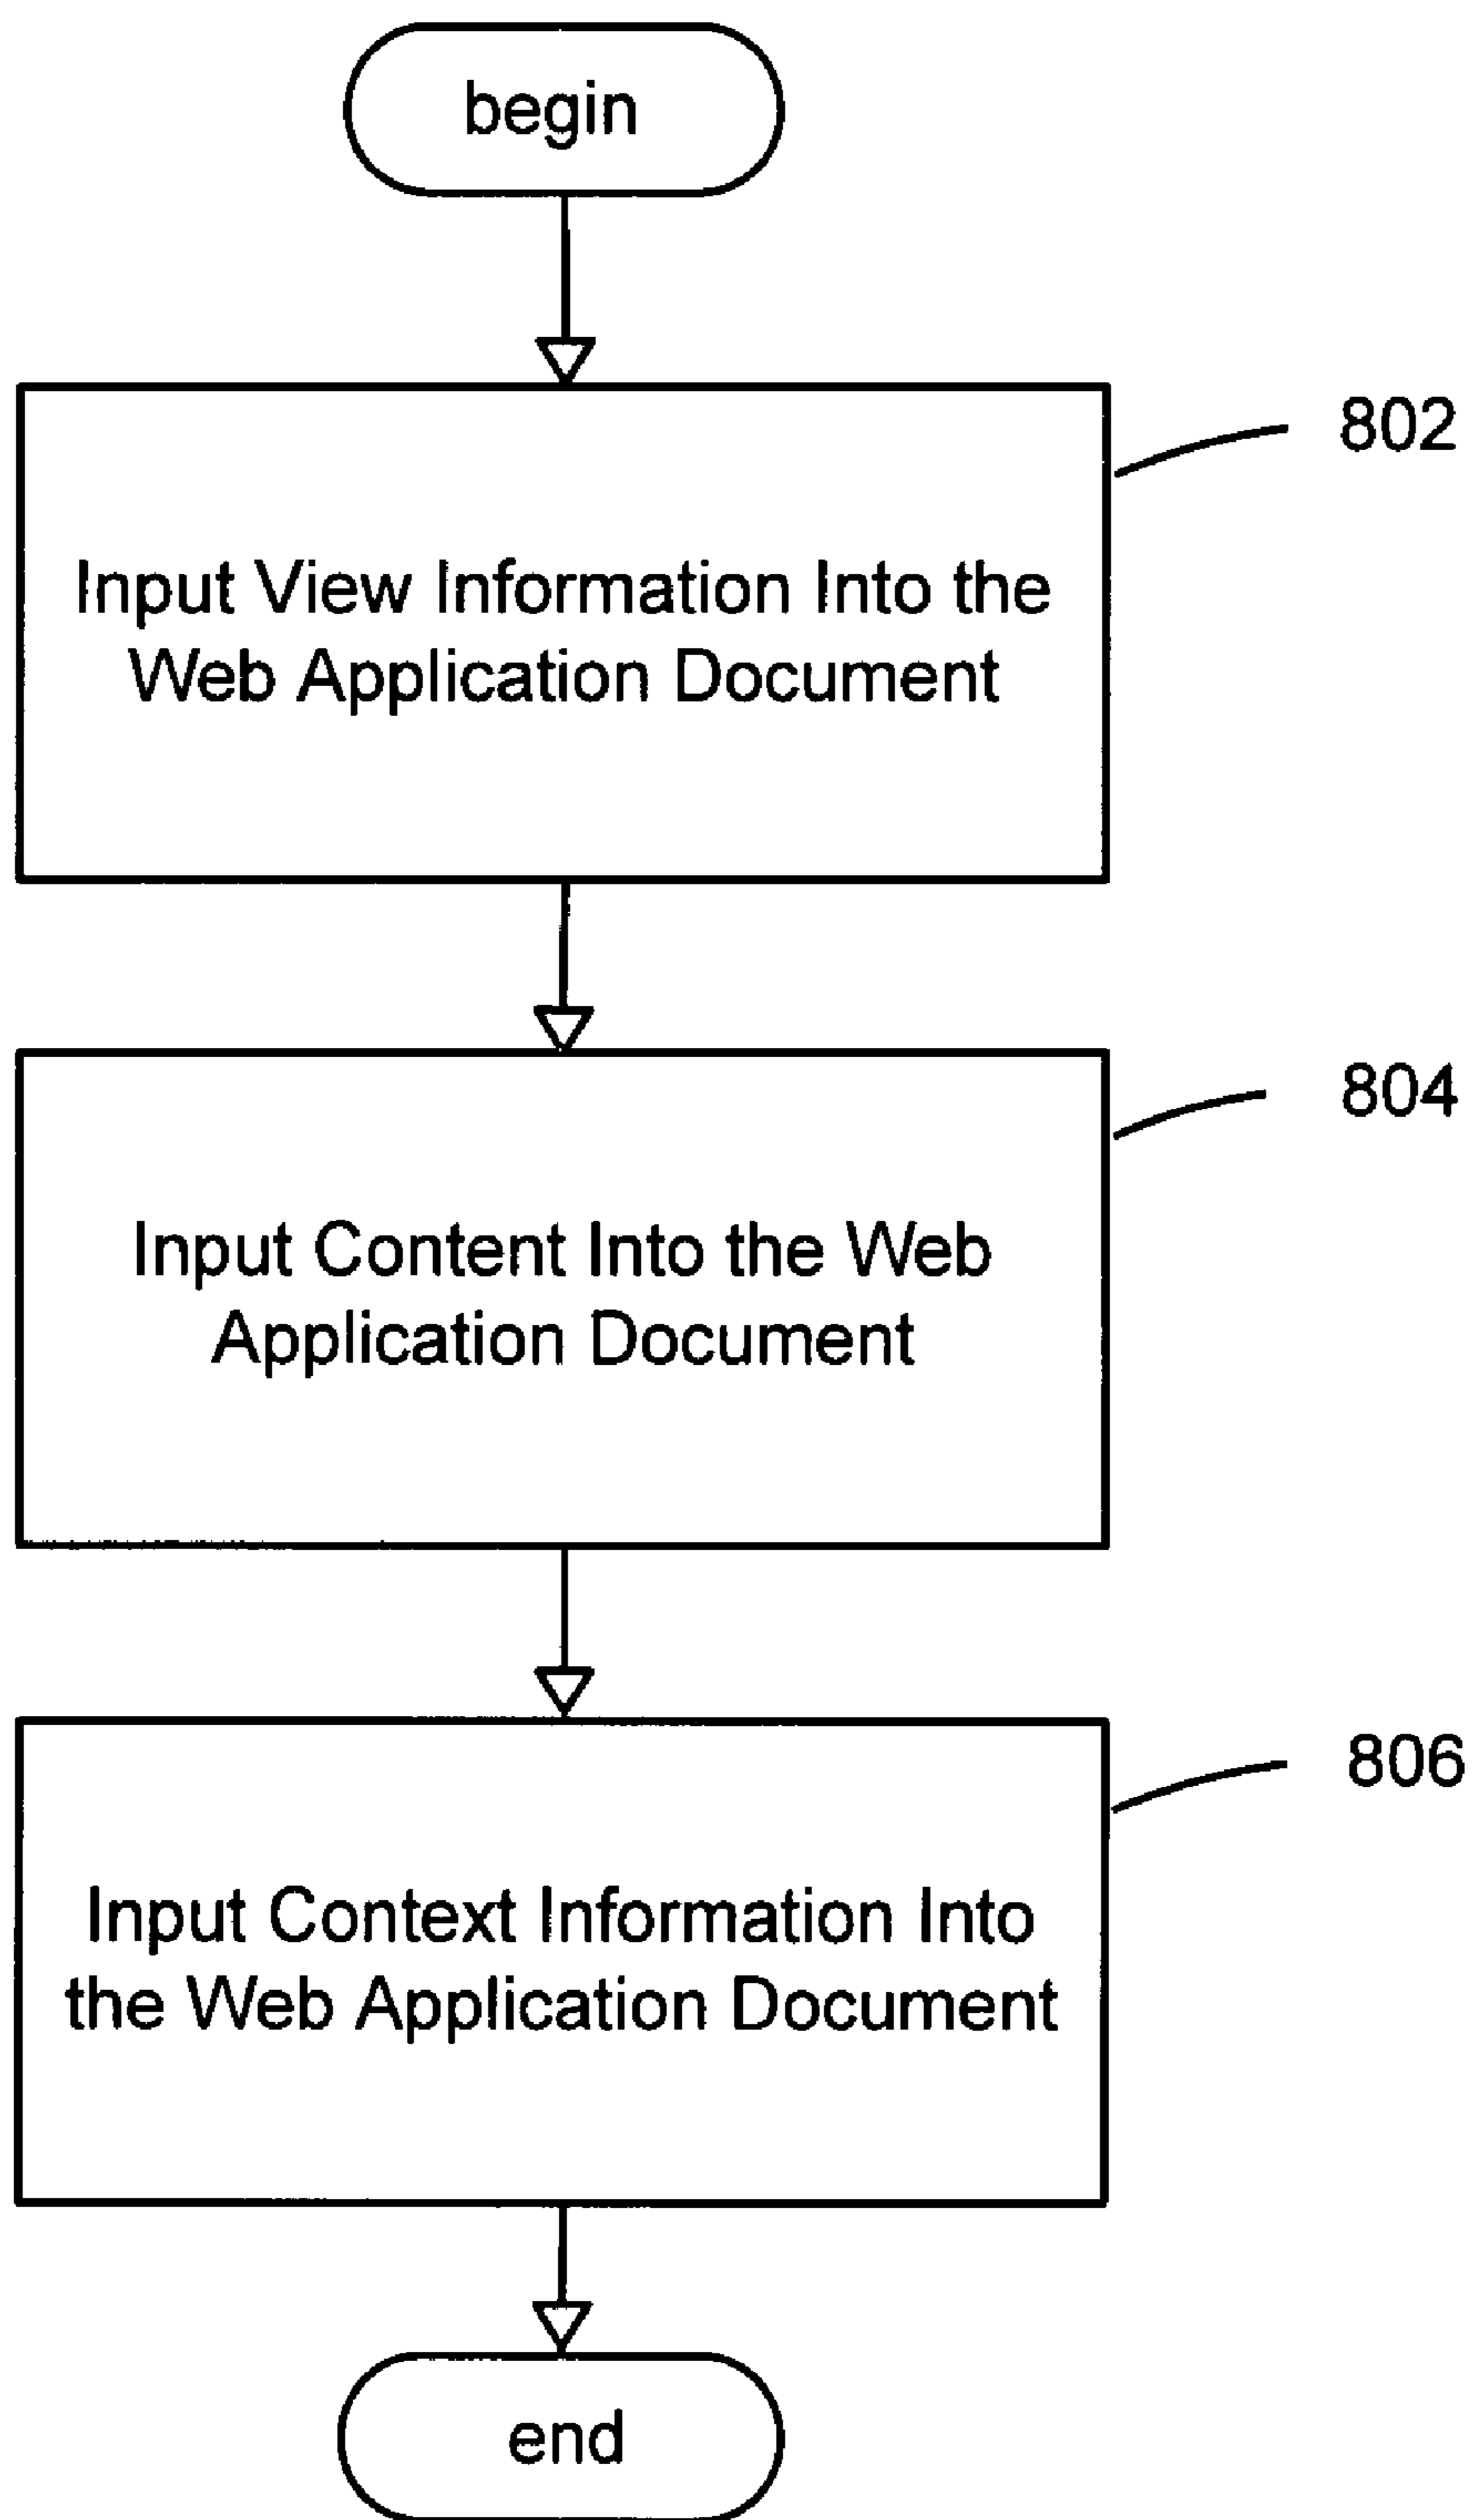 begin
802
Input View Information Into the
Web Application Document
804
Input Content Into the Web
Application Document
806
Input Context Information Into
the Web Application Document
end